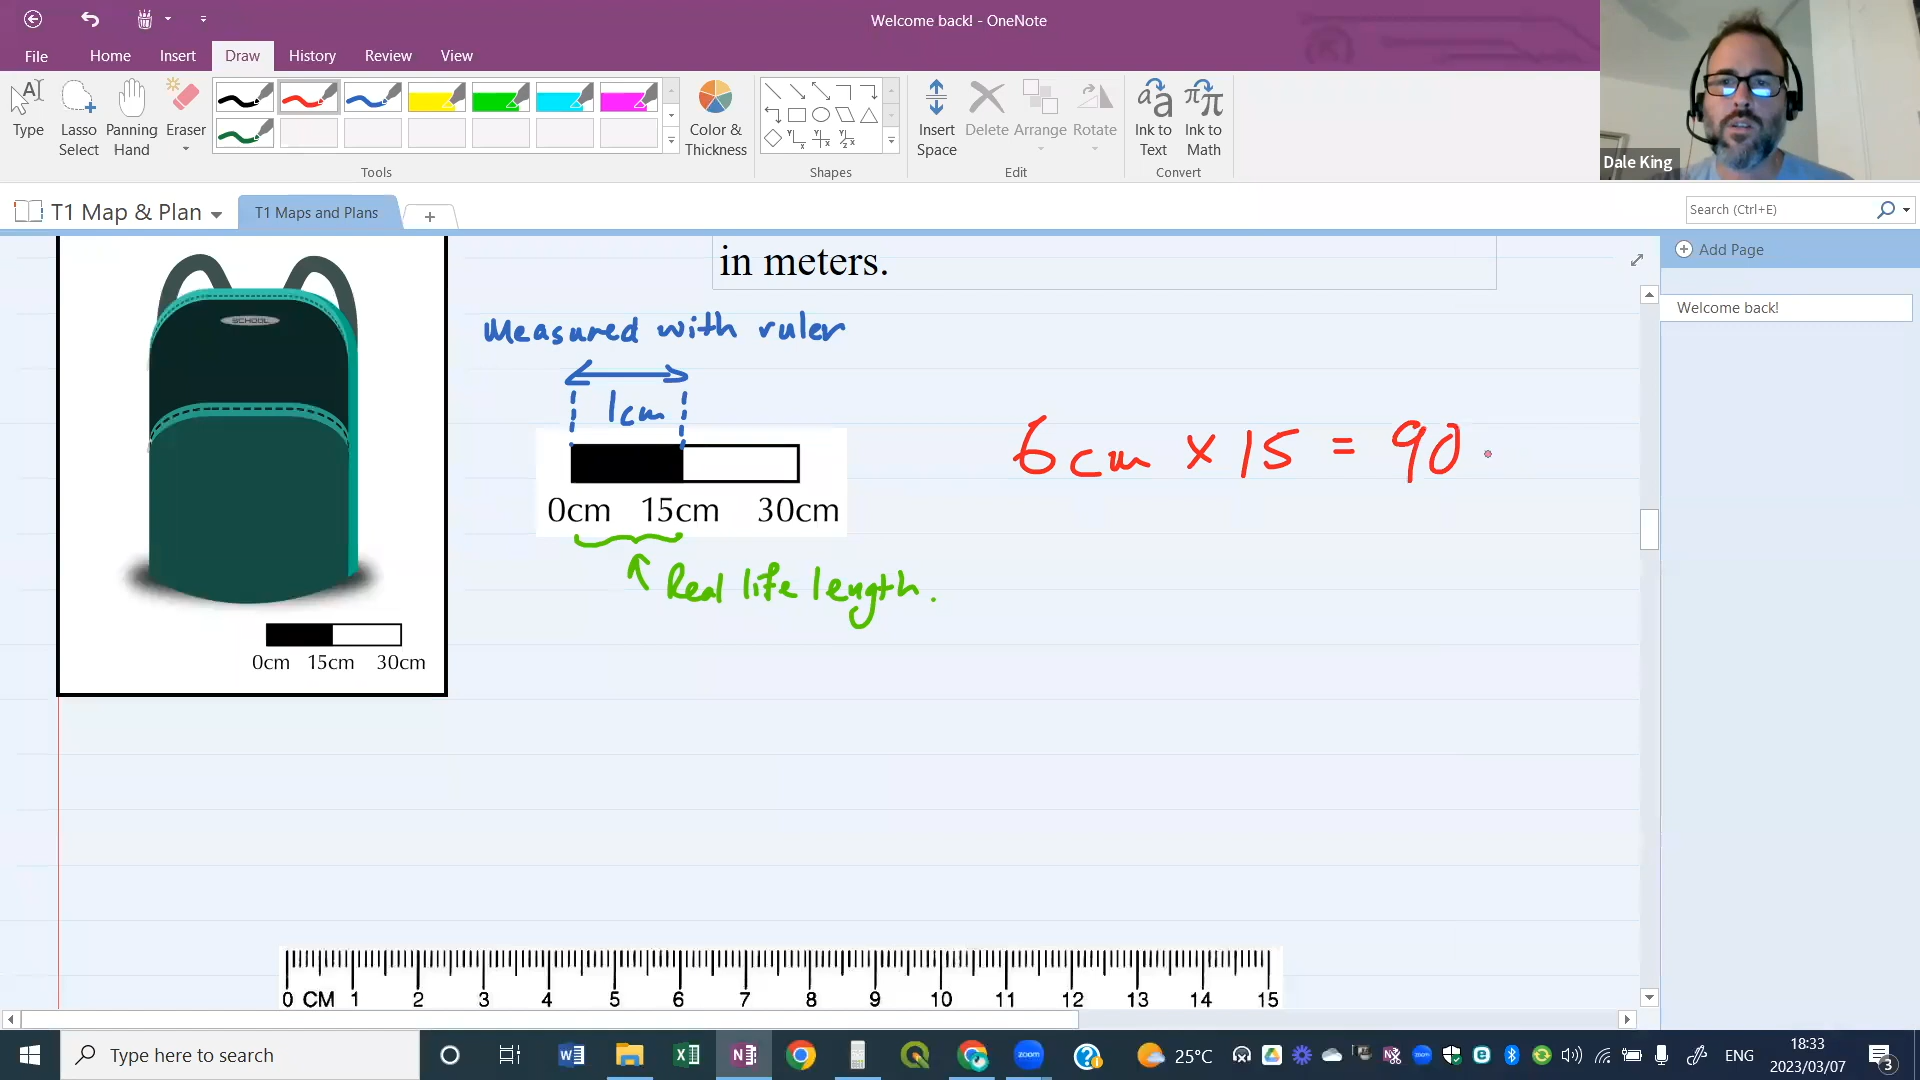 Welcome back! - OneNote
File Home Insert Draw History Review View
Type
Lasso Select
Panning Hand
Eraser
Color & Thickness
Insert Space
Delete
Arrange
Rotate
Ink to Text
Ink to Math
Tools
Shapes
Edit
Convert
Dale King
T1 Map & Plan
T1 Maps and Plans
Search (Ctrl+E)
Add Page
Welcome back!
in meters.
SCHOOL
Measured with ruler
1cm
6cm x 15 = 90
0cm 15cm 30cm
Real life length.
0cm 15cm 30cm
0 CM 1 2 3 4 5 6 7 8 9 10 11 12 13 14 15
Type here to search
zoom
25°C
ENG
18:33
2023/03/07
3